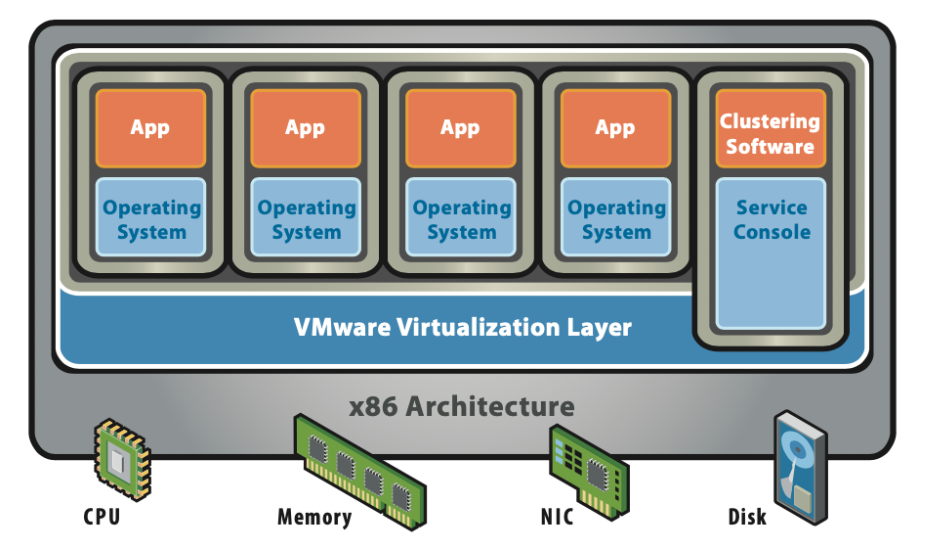 App
App
App
App
Clustering
Software
Operating
System
Operating
System
Operating
System
Operating
System
Service
Console
VMware Virtualization Layer
x86 Architecture
CPU
Memory
NIC
Disk